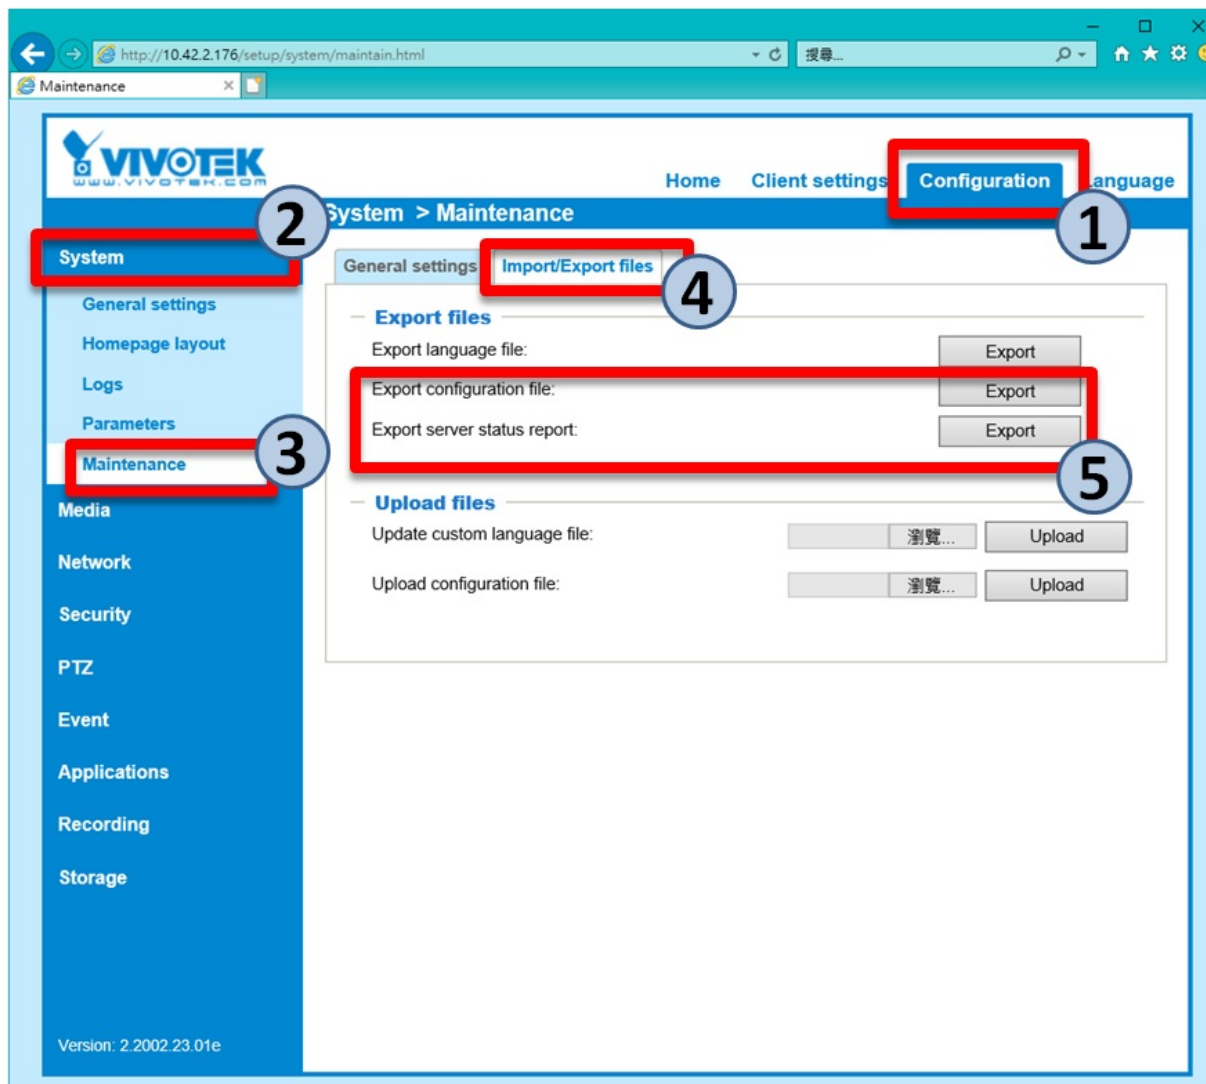 http://10.42.2.176/setup/system/maintain.html
搜尋...
Maintenance
VIVOTEK
www.vivotek.com
Home Client settings Configuration Language
1
2
System > Maintenance
System
General settings Import/Export files
4
General settings
Homepage layout
Logs
Parameters
Maintenance
3
Media
Network
Security
PTZ
Event
Applications
Recording
Storage
Version: 2.2002.23.01e
Export files
Export language file: Export
Export configuration file: Export
Export server status report: Export
5
Upload files
Update custom language file: 瀏覽... Upload
Upload configuration file: 瀏覽... Upload